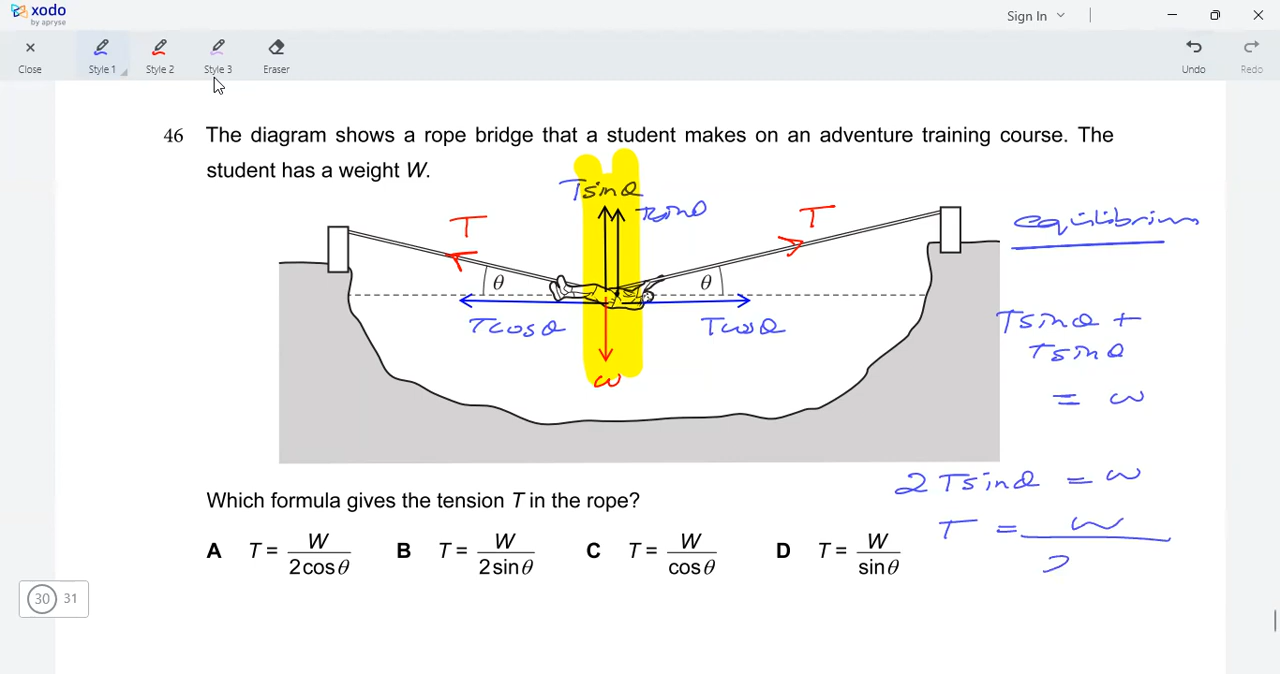 xodo
by apryse
Sign In
Close
Style 1
Style 2
Style 3
Eraser
Undo
Redo
46 The diagram shows a rope bridge that a student makes on an adventure training course. The
student has a weight W.
Tsinθ
Tsinθ
T
T
equilibrium
θ
θ
Tcosθ
Tcosθ
w
Tsinθ +
Tsinθ
= w
2Tsinθ = w
T = w
2
Which formula gives the tension T in the rope?
A T = W / 2cosθ B T = W / 2sinθ C T = W / cosθ D T = W / sinθ
30 31